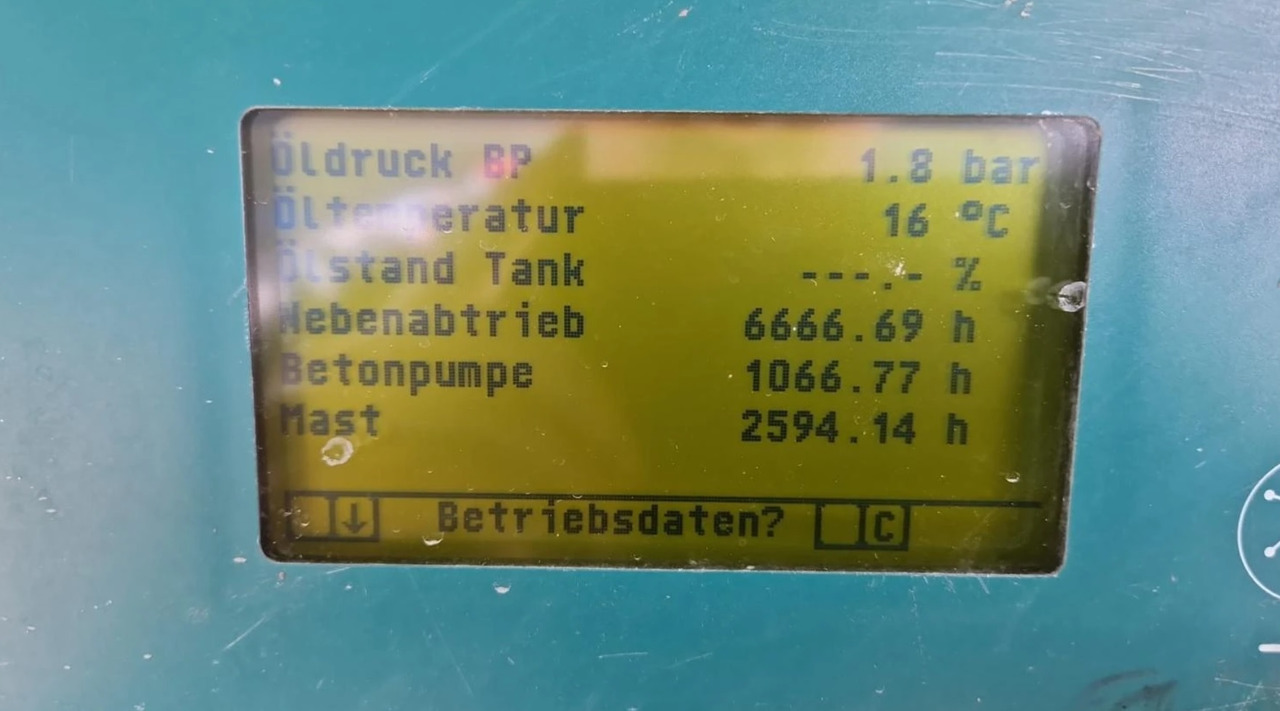 Öldruck BP 1.8 bar
Öltemperatur 16 °C
Ölstand Tank ---.- %
Nebenabtrieb 6666.69 h
Betonpumpe 1066.77 h
Mast 2594.14 h
↓ Betriebsdaten? C